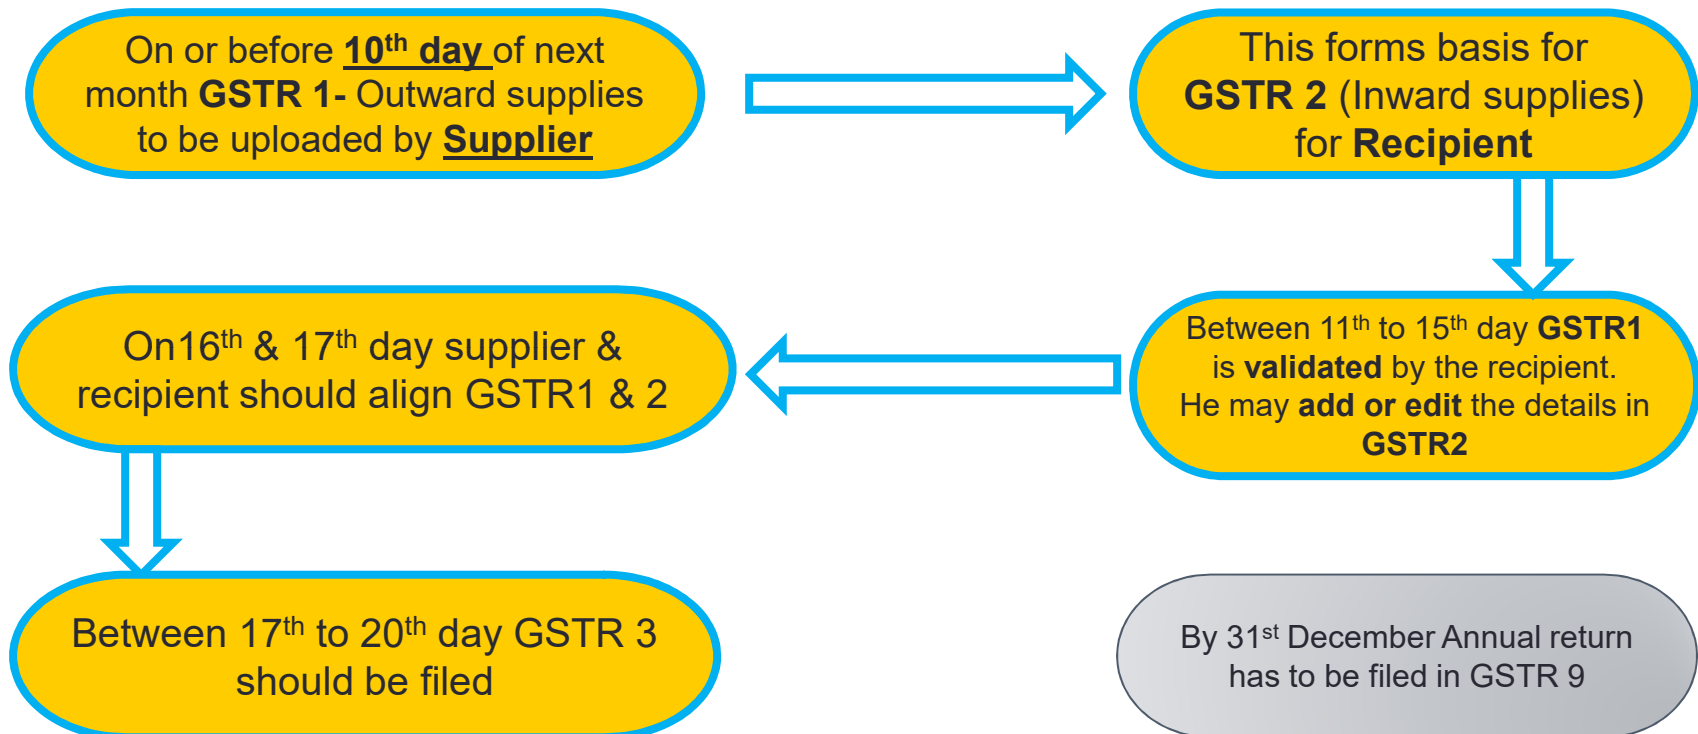 On or before 10th day of next
month GSTR 1- Outward supplies
to be uploaded by Supplier
This forms basis for
GSTR 2 (Inward supplies)
for Recipient
Between 11th to 15th day GSTR1
is validated by the recipient.
He may add or edit the details in
GSTR2
On16th & 17th day supplier &
recipient should align GSTR1 & 2
Between 17th to 20th day GSTR 3
should be filed
By 31st December Annual return
has to be filed in GSTR 9